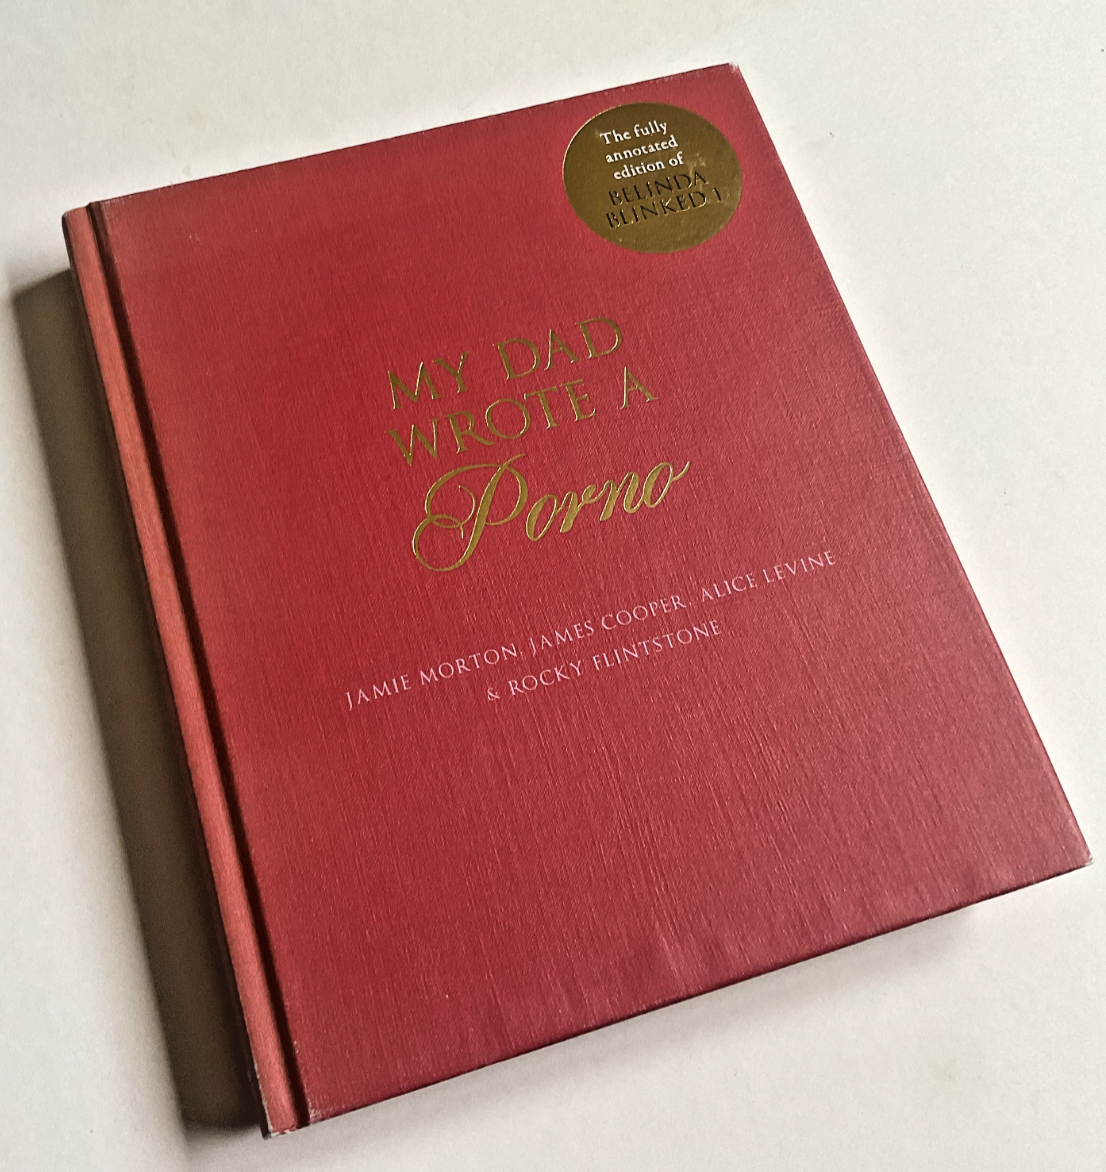 The fully
annotated
edition of
BELINDA
BLINKED 1
MY DAD
WROTE A
Porno
JAMIE MORTON, JAMES COOPER, ALICE LEVINE
& ROCKY FLINTSTONE